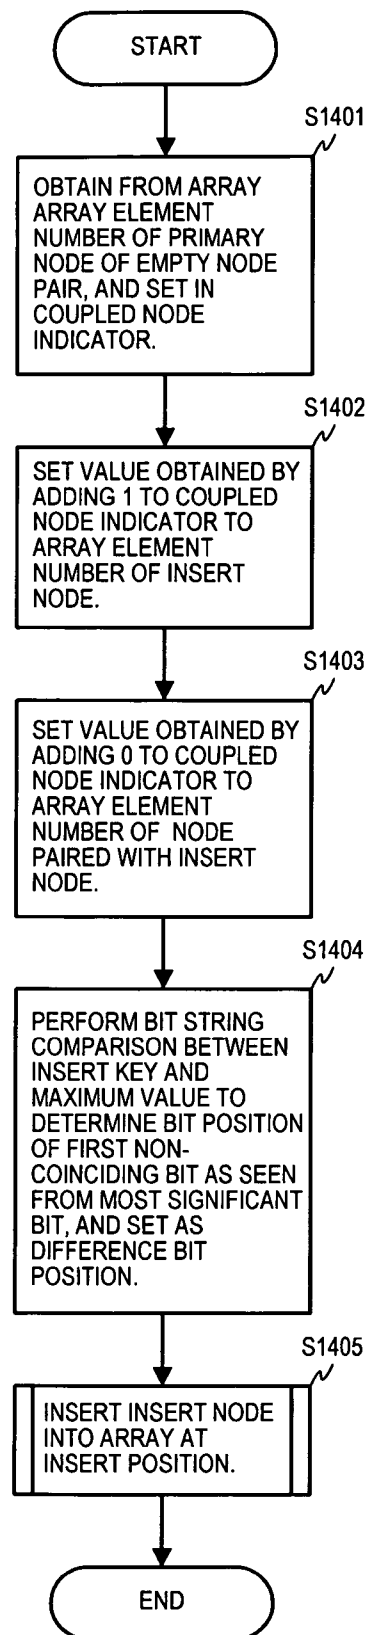 START
S1401
OBTAIN FROM ARRAY
ARRAY ELEMENT
NUMBER OF PRIMARY
NODE OF EMPTY NODE
PAIR, AND SET IN
COUPLED NODE
INDICATOR.
S1402
SET VALUE OBTAINED BY
ADDING 1 TO COUPLED
NODE INDICATOR TO
ARRAY ELEMENT
NUMBER OF INSERT
NODE.
S1403
SET VALUE OBTAINED BY
ADDING 0 TO COUPLED
NODE INDICATOR TO
ARRAY ELEMENT
NUMBER OF NODE
PAIRED WITH INSERT
NODE.
S1404
PERFORM BIT STRING
COMPARISON BETWEEN
INSERT KEY AND
MAXIMUM VALUE TO
DETERMINE BIT POSITION
OF FIRST NON-
COINCIDING BIT AS SEEN
FROM MOST SIGNIFICANT
BIT, AND SET AS
DIFFERENCE BIT
POSITION.
S1405
INSERT INSERT NODE
INTO ARRAY AT
INSERT POSITION.
END